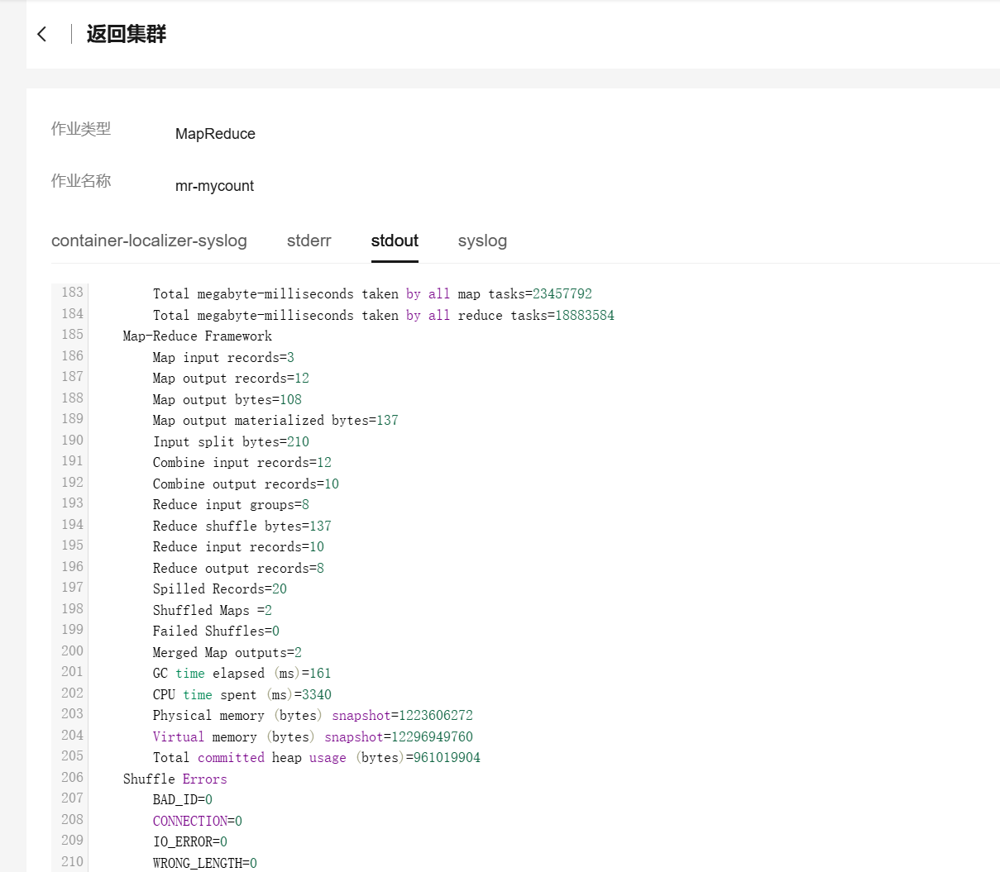 返回集群
作业类型 MapReduce
作业名称 mr-mycount
container-localizer-syslog stderr stdout syslog
183 Total megabyte-milliseconds taken by all map tasks=23457792
184 Total megabyte-milliseconds taken by all reduce tasks=18883584
185 Map-Reduce Framework
186 Map input records=3
187 Map output records=12
188 Map output bytes=108
189 Map output materialized bytes=137
190 Input split bytes=210
191 Combine input records=12
192 Combine output records=10
193 Reduce input groups=8
194 Reduce shuffle bytes=137
195 Reduce input records=10
196 Reduce output records=8
197 Spilled Records=20
198 Shuffled Maps =2
199 Failed Shuffles=0
200 Merged Map outputs=2
201 GC time elapsed (ms)=161
202 CPU time spent (ms)=3340
203 Physical memory (bytes) snapshot=1223606272
204 Virtual memory (bytes) snapshot=12296949760
205 Total committed heap usage (bytes)=961019904
206 Shuffle Errors
207 BAD_ID=0
208 CONNECTION=0
209 IO_ERROR=0
210 WRONG_LENGTH=0